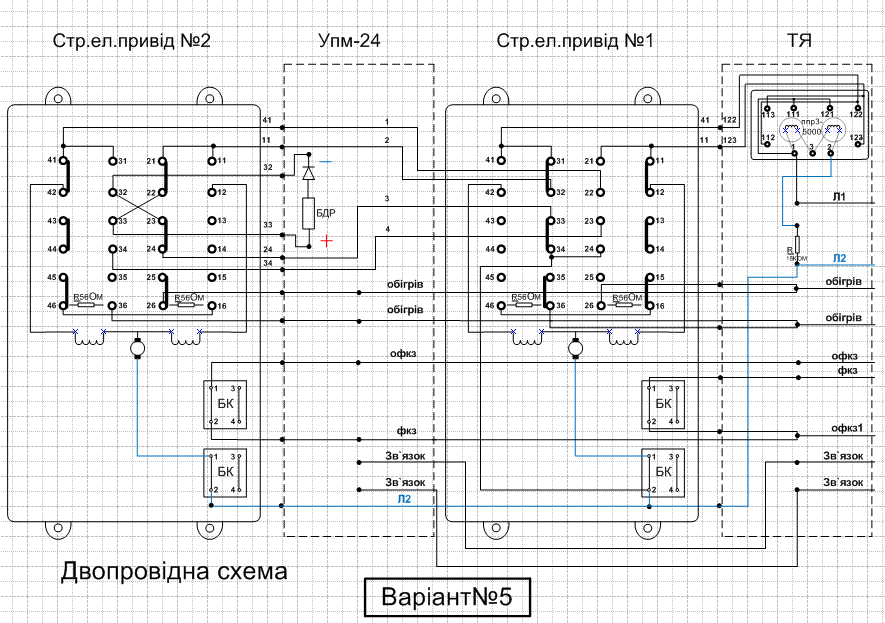 Стр.ел.привід №2 Упм-24 Стр.ел.привід №1 ТЯ
41 1 41 122
11 2 11 123
113 111 121 122
ппрз-5000
112 123
1 3 2
41 31 21 11 32 41 31 21 11
42 32 22 12 БДР 3 42 32 22 12 Л1
43 33 23 13 33 4 43 33 23 13
44 34 24 14 24 44 34 24 14 R 18КОМ Л2
34
45 35 25 15 обігрів 45 35 25 15 обігрів
R56Ом R56Ом R56Ом R56Ом
46 36 26 16 обігрів 46 36 26 16 обігрів
офкз офкз
фкз
1 3 БК 2 4 1 3 БК 2 4
фкз офкз1
1 3 БК 2 4 Зв`язок 1 3 БК 2 4 Зв`язок
Зв`язок Зв`язок
Л2
Двопровідна схема
Варіант№5